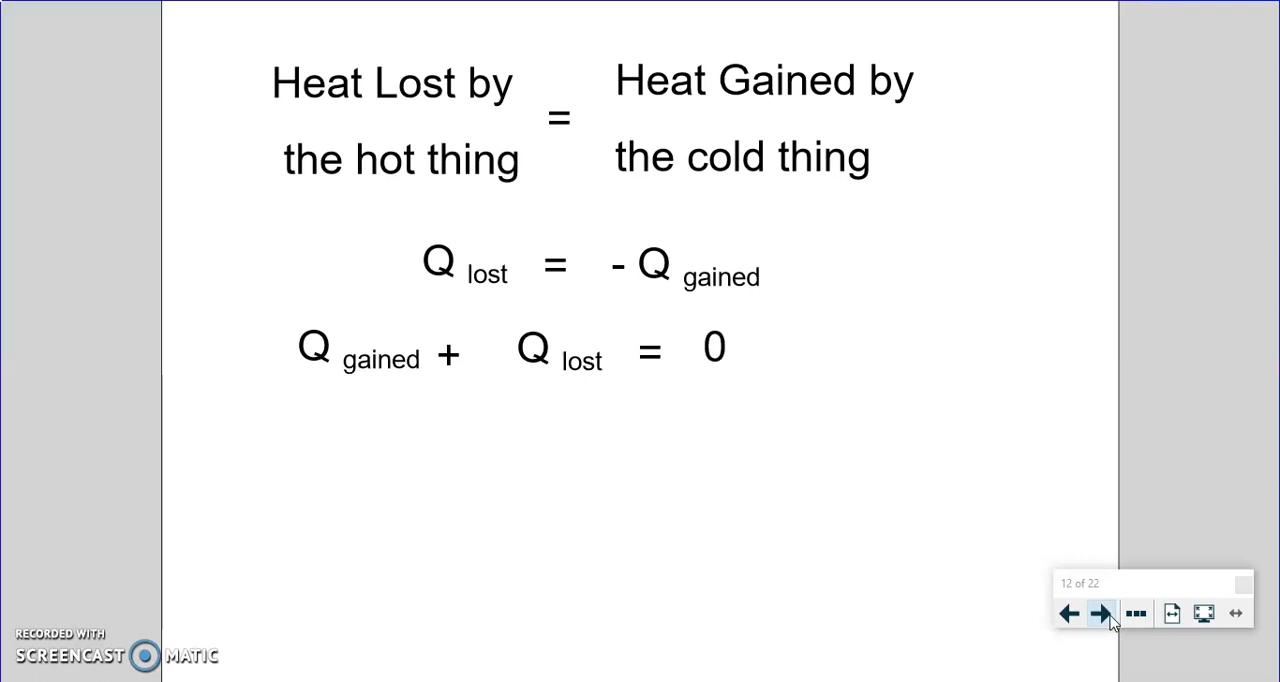 Heat Lost by
the hot thing
=
Heat Gained by
the cold thing
Q lost = - Q gained
Q gained + Q lost = 0
12 of 22
RECORDED WITH
SCREENCAST MATIC